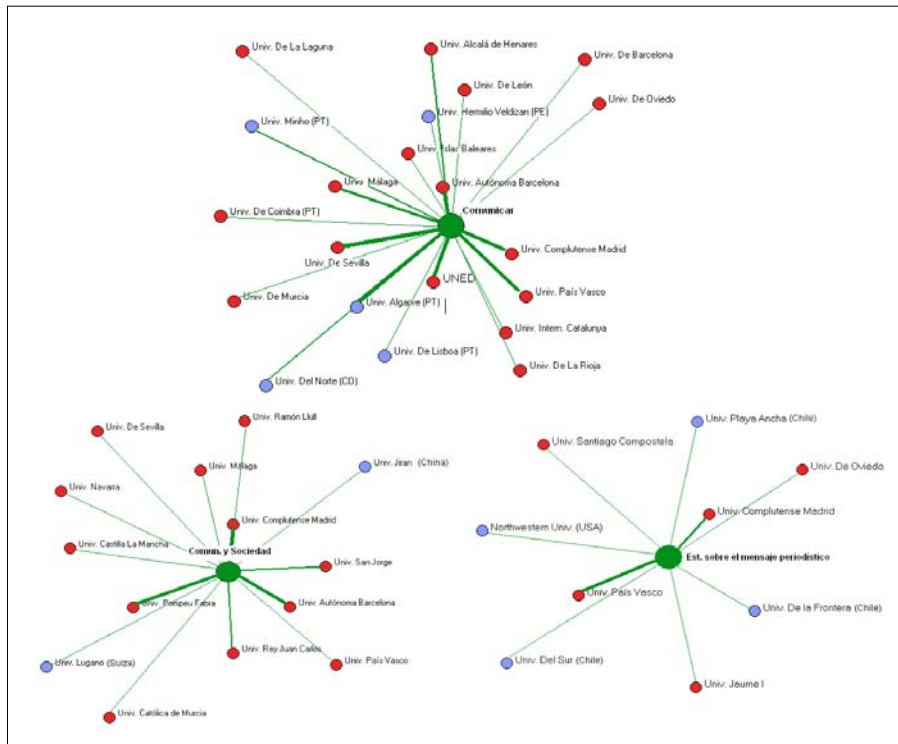 Univ. De La Laguna
Univ. Alcalá de Henares
Univ. De Barcelona
Univ. De León
Univ. De Oviedo
Univ. Hermilio Veldizan (PE)
Univ. Minho (PT)
Univ. Islas Baleares
Univ. Málaga
Univ. Autónoma Barcelona
Comunicar
Univ. De Coimbra (PT)
Univ. Complutense Madrid
Univ. De Sevilla
UNED
Univ. País Vasco
Univ. De Murcia
Univ. Algarve (PT)
Univ. Intern. Catalunya
Univ. De Lisboa (PT)
Univ. De La Rioja
Univ. Del Norte (CO)
Univ. Ramón Llull
Univ. De Sevilla
Univ. Málaga
Univ. Jiran (China)
Univ. Navarra
Univ. Complutense Madrid
Univ. Castilla La Mancha
Comun. y Sociedad
Univ. San Jorge
Univ. Pompeu Fabra
Univ. Autónoma Barcelona
Univ. Rey Juan Carlos
Univ. Lugano (Suiza)
Univ. País Vasco
Univ. Católica de Murcia
Univ. Playa Ancha (Chile)
Univ. Santiago Compostela
Univ. De Oviedo
Univ. Complutense Madrid
Northwestern Univ. (USA)
Est. sobre el mensaje periodístico
Univ. País Vasco
Univ. De la Frontera (Chile)
Univ. Del Sur (Chile)
Univ. Jaume I